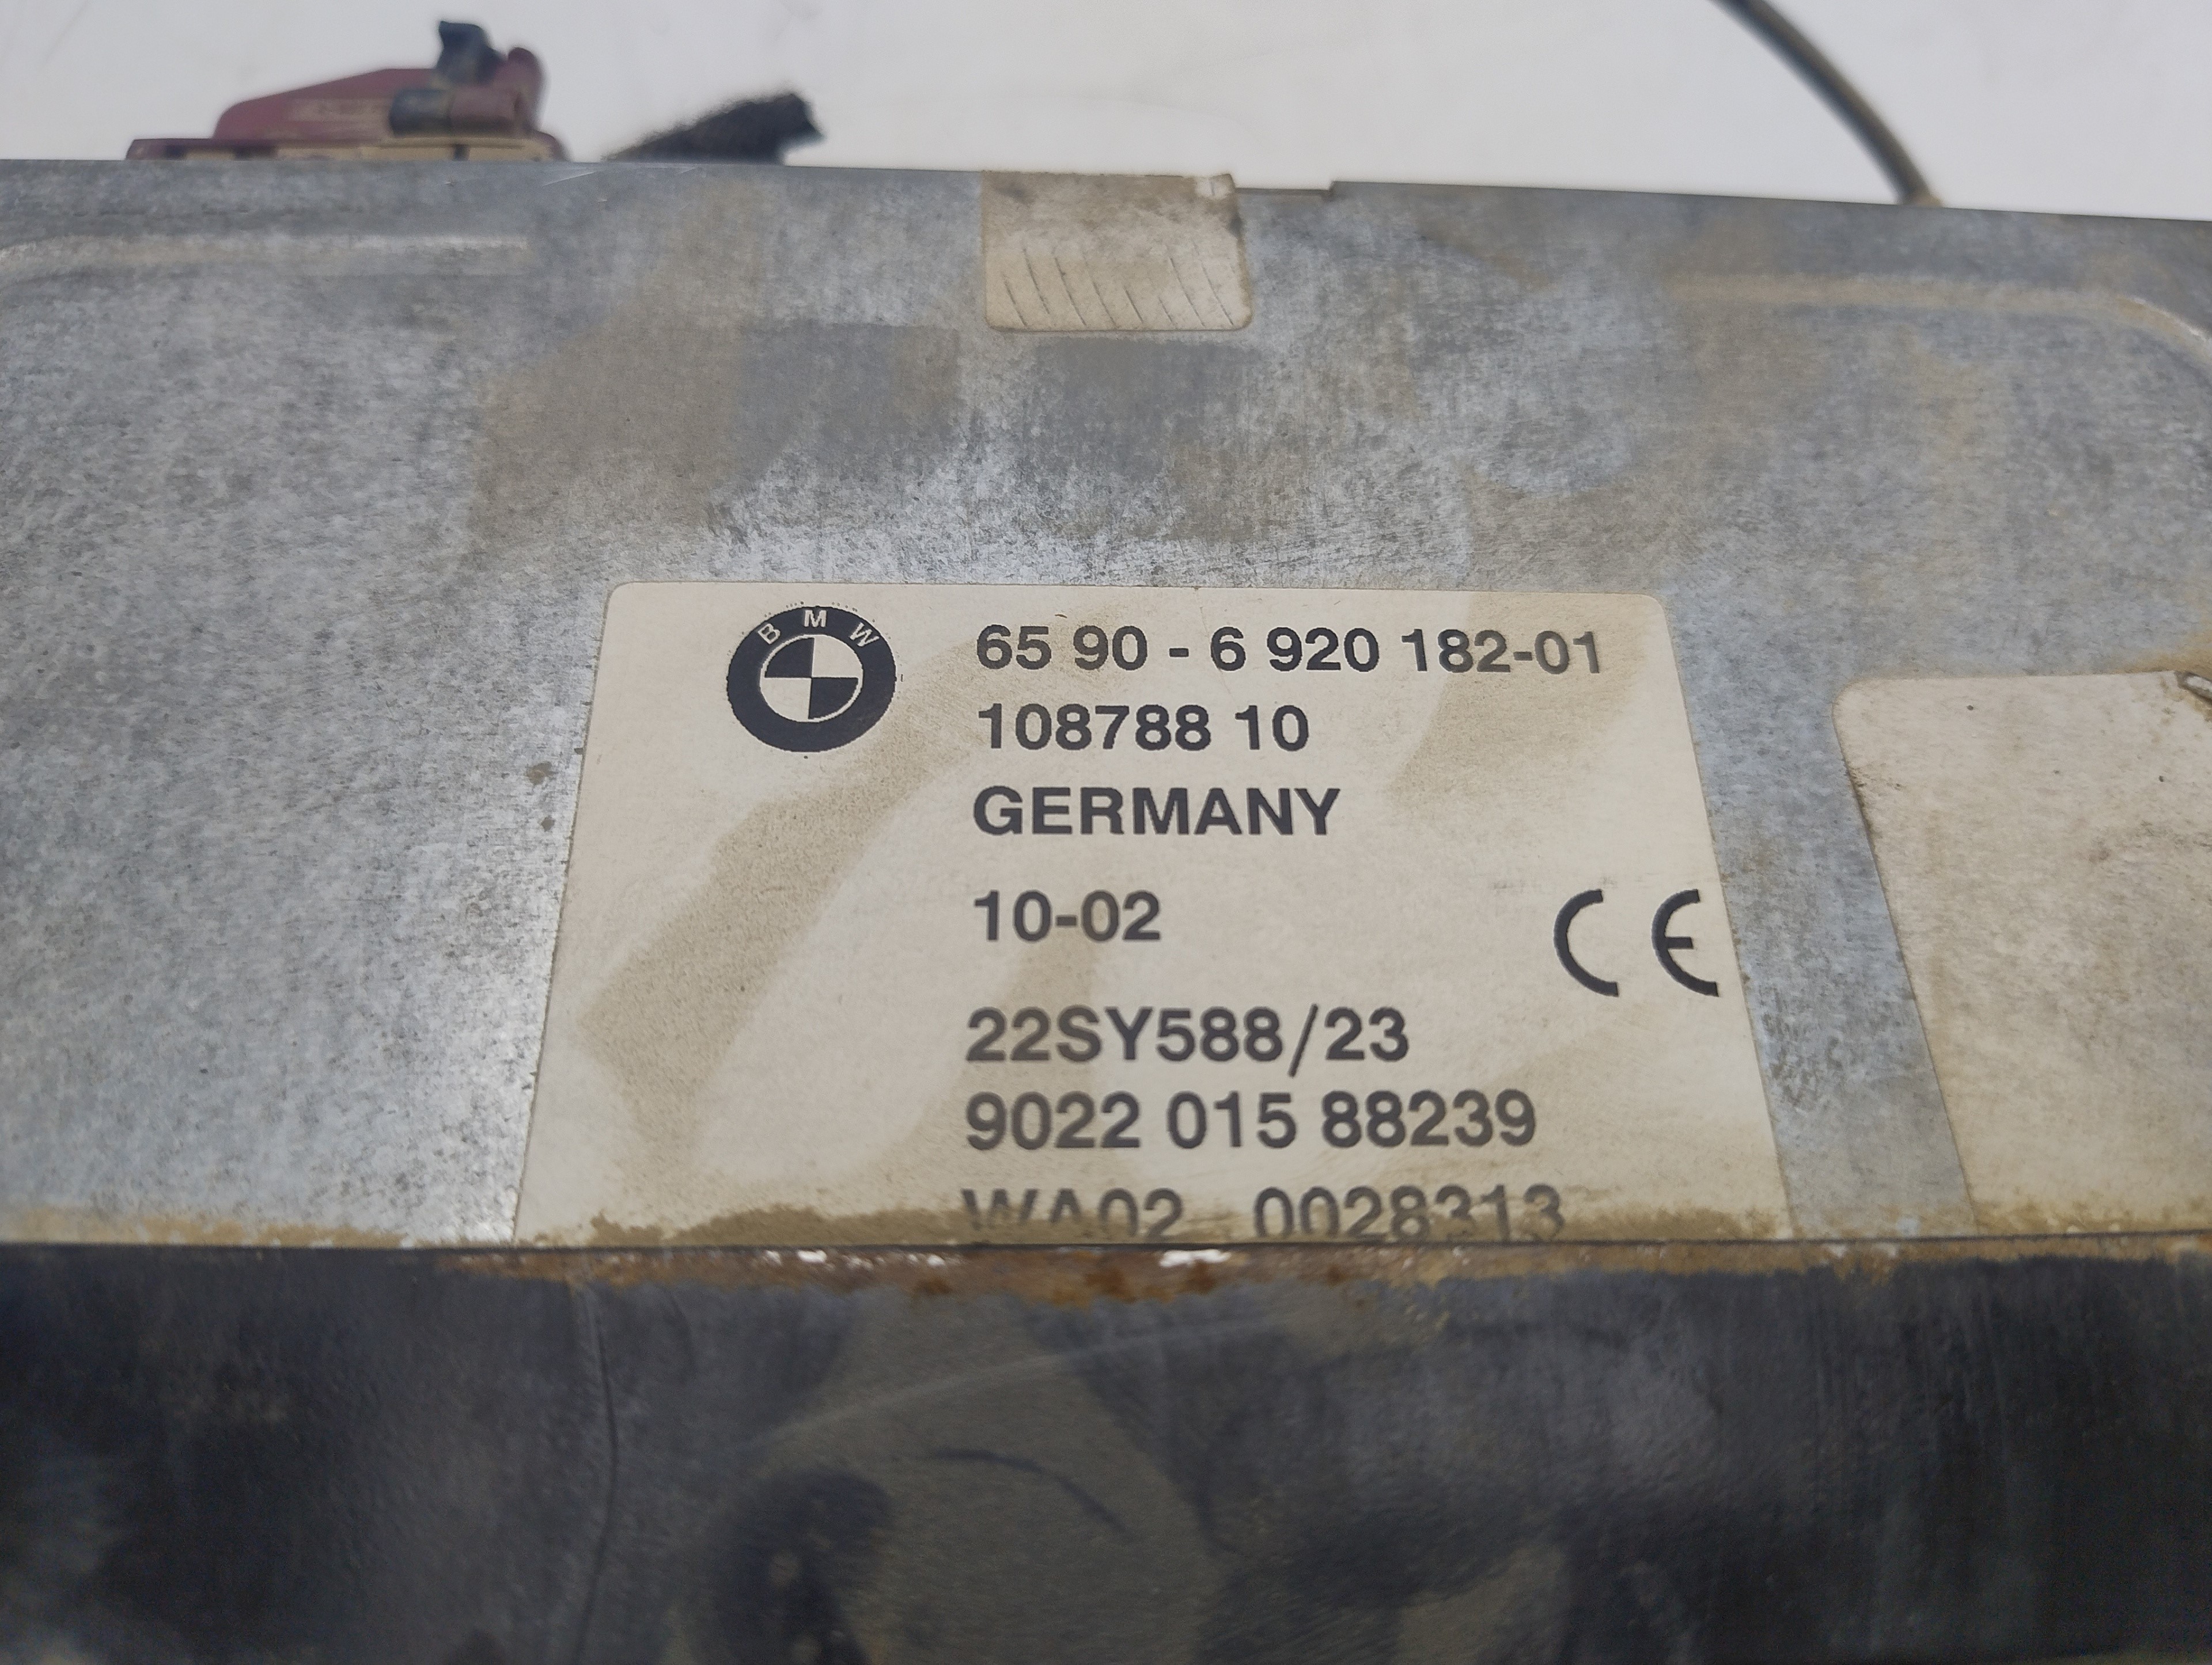 BMW
65 90 - 6 920 182-01
108788 10
GERMANY
10-02
CE
22SY588/23
9022 015 88239
WA02 0028313